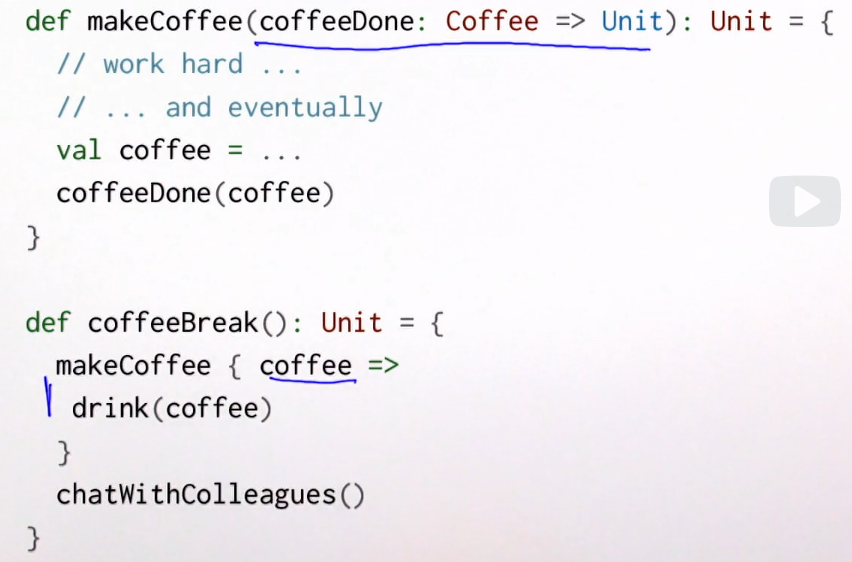 def makeCoffee(coffeeDone: Coffee => Unit): Unit = {
// work hard ...
// ... and eventually
val coffee = ...
coffeeDone(coffee)
}
def coffeeBreak(): Unit = {
makeCoffee { coffee =>
drink(coffee)
}
chatWithColleagues()
}